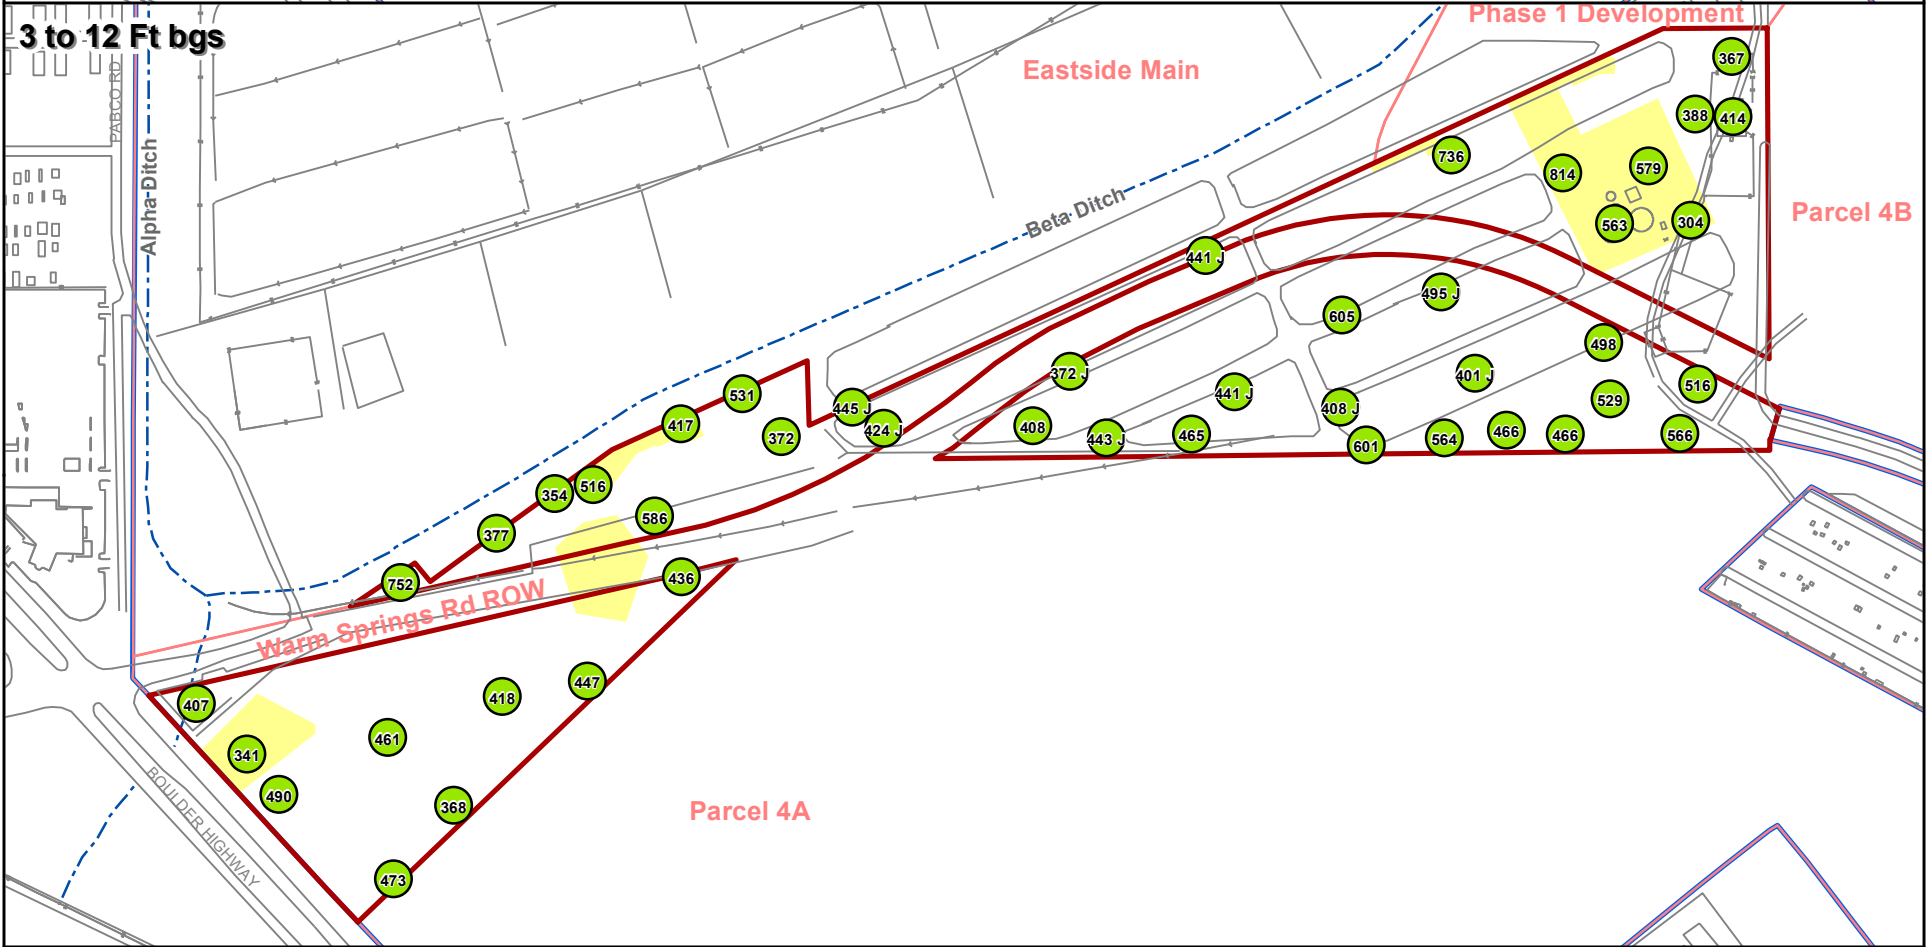 Phase 1 Development
3 to 12 Ft bgs
Eastside Main
PABCO RD
Alpha Ditch
Beta Ditch
Parcel 4B
367
388
414
736
814
579
563
304
441 J
495 J
605
498
372 J
401 J
516
531
441 J
529
445 J
408 J
417
424 J
408
372
443 J
465
601
564
466
466
566
354
516
586
377
752
436
Warm Springs Rd ROW
407
418
447
461
341
490
368
473
BOULDER HIGHWAY
Parcel 4A